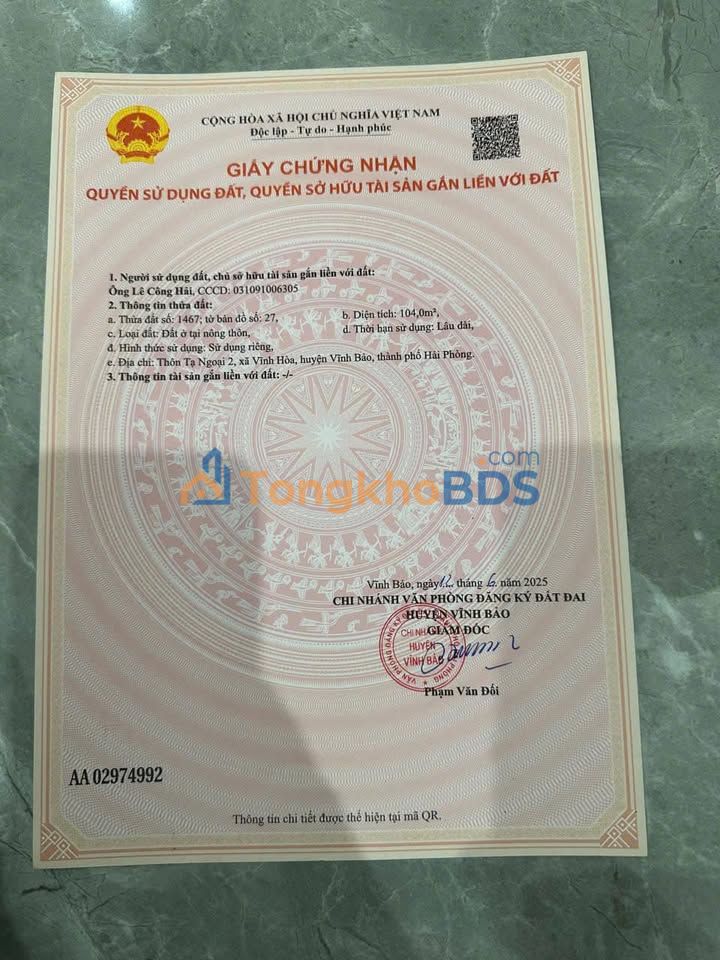 CỘNG HÒA XÃ HỘI CHỦ NGHĨA VIỆT NAM
Độc lập - Tự do - Hạnh phúc
GIẤY CHỨNG NHẬN
QUYỀN SỬ DỤNG ĐẤT, QUYỀN SỞ HỮU TÀI SẢN GẮN LIỀN VỚI ĐẤT
1. Người sử dụng đất, chủ sở hữu tài sản gắn liền với đất:
Ông Lê Công Hải, CCCD: 031091006305
2. Thông tin thửa đất:
a. Thửa đất số: 1467; tờ bản đồ số: 27, b. Diện tích: 104,0m²,
c. Loại đất: Đất ở tại nông thôn, d. Thời hạn sử dụng: Lâu dài,
đ. Hình thức sử dụng: Sử dụng riêng,
e. Địa chỉ: Thôn Tạ Ngoại 2, xã Vĩnh Hòa, huyện Vĩnh Bảo, thành phố Hải Phòng.
3. Thông tin tài sản gắn liền với đất: -/-
TongkhoBDS.com
Vĩnh Bảo, ngày 12 tháng 6 năm 2025
CHI NHÁNH VĂN PHÒNG ĐĂNG KÝ ĐẤT ĐAI
HUYỆN VĨNH BẢO
GIÁM ĐỐC
CHI NHÁNH
HUYỆN
VĨNH BẢO
Phạm Văn Đối
AA 02974992
Thông tin chi tiết được thể hiện tại mã QR.